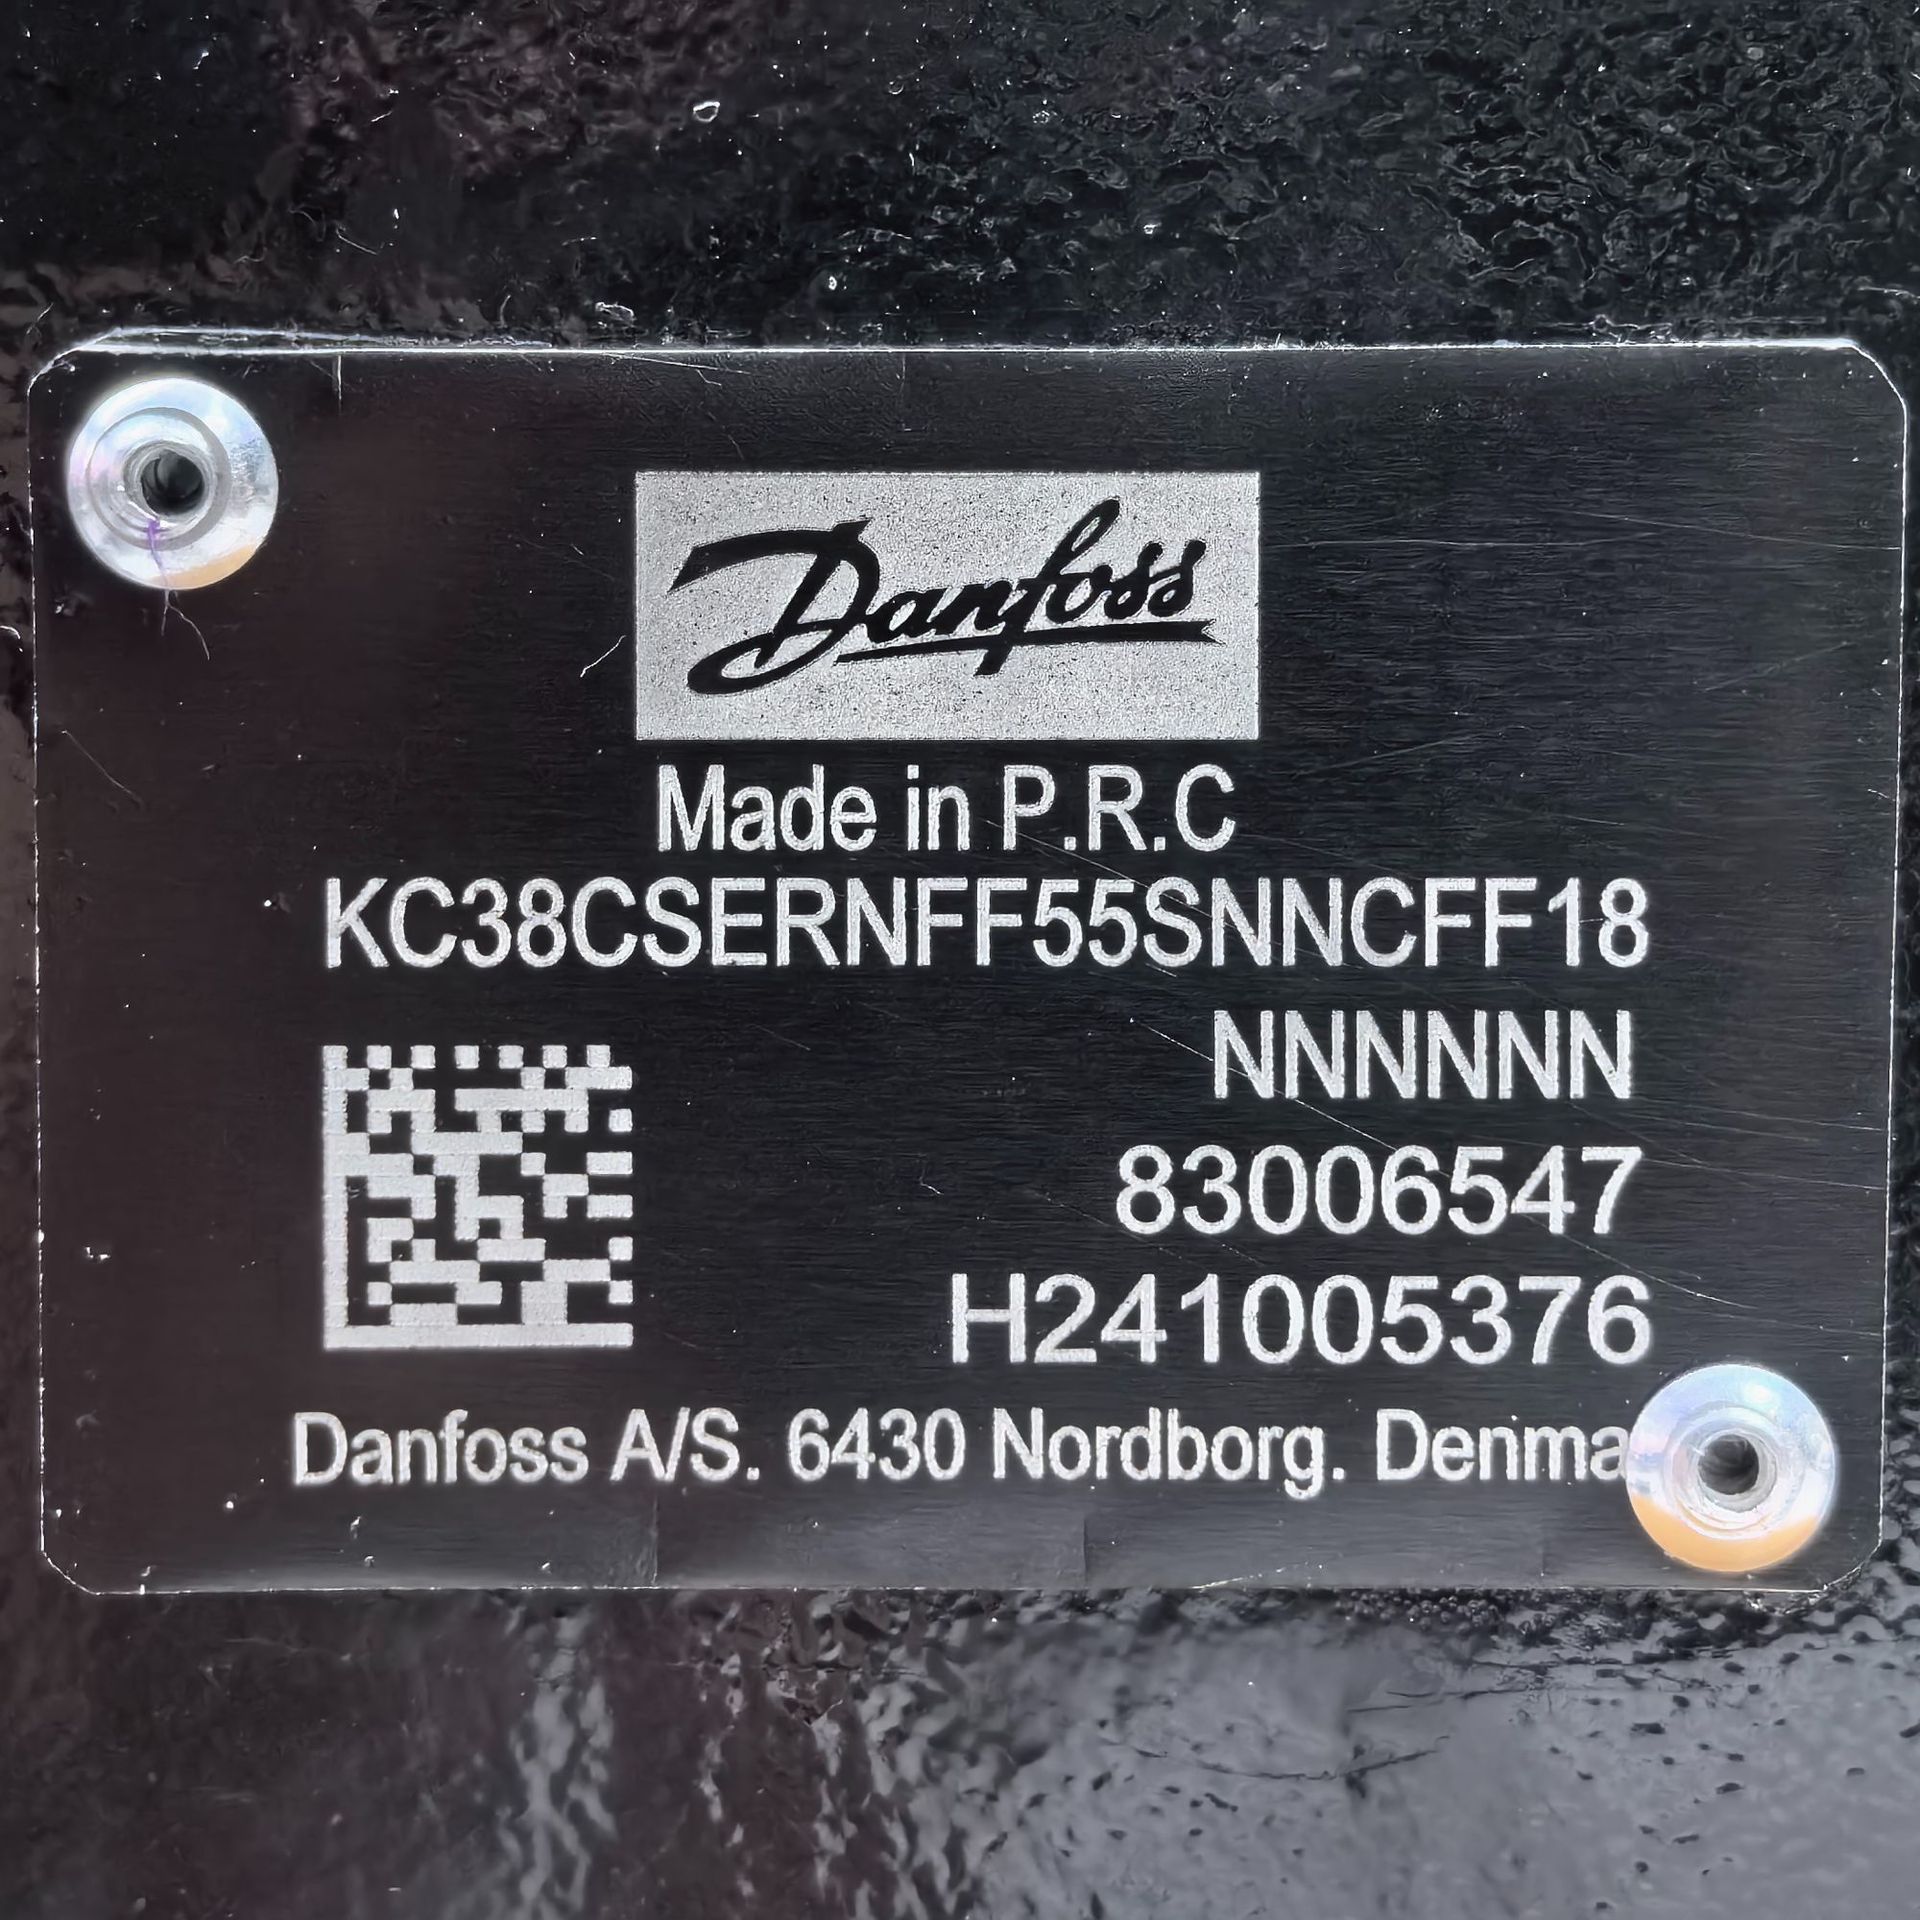 Danfoss
Made in P.R.C
KC38CSERNFF55SNNCFF18
NNNNNN
83006547
H241005376
Danfoss A/S. 6430 Nordborg. Denma